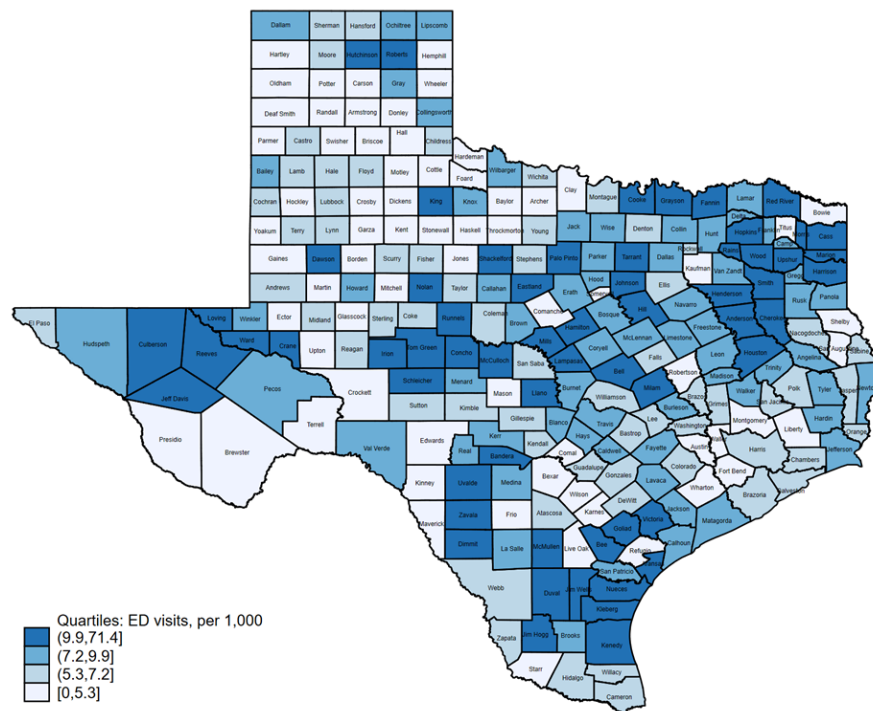 Dallam Sherman Hansford Ochiltree Lipscomb
Hartley Moore Hutchinson Roberts Hemphill
Oldham Potter Carson Gray Wheeler
Deaf Smith Randall Armstrong Donley Collingsworth
Parmer Castro Swisher Briscoe Hall Childress
Hardeman
Bailey Lamb Hale Floyd Motley Cottle Foard Wilbarger Wichita
Clay Montague Cooke Grayson Fannin Lamar Red River Bowie
Cochran Hockley Lubbock Crosby Dickens King Knox Baylor Archer
Jack Wise Denton Collin Hunt Delta Hopkins Franklin Titus Morris Cass
Yoakum Terry Lynn Garza Kent Stonewall Haskell Throckmorton Young
Rockwall Rains Camp Marion
Gaines Dawson Borden Scurry Fisher Jones Shackelford Stephens Palo Pinto Parker Tarrant Dallas Kaufman Van Zandt Wood Upshur Harrison
Andrews Martin Howard Mitchell Nolan Taylor Callahan Eastland Erath Hood Johnson Ellis Henderson Smith Gregg
Rusk Panola
El Paso Hudspeth Culberson Loving Winkler Ector Midland Glasscock Sterling Coke Runnels Coleman Brown Comanche Bosque Hill Navarro Anderson Cherokee Shelby
Reeves Ward Crane Upton Reagan Irion Tom Green Concho McCulloch San Saba Mills Hamilton McLennan Limestone Freestone Nacogdoches
Lampasas Coryell Falls Leon Houston Angelina San Augustine Sabine
Jeff Davis Pecos Crockett Schleicher Menard Mason Llano Burnet Bell Milam Robertson Madison Trinity
Presidio Brewster Terrell Sutton Kimble Gillespie Blanco Williamson Burleson Brazos Grimes Walker San Jacinto Polk Tyler Jasper Newton
Val Verde Edwards Real Kerr Kendall Hays Travis Bastrop Lee Washington Montgomery Liberty Hardin Orange
Bandera Comal Caldwell Fayette Austin Waller Harris Chambers Jefferson
Kinney Uvalde Medina Bexar Guadalupe Gonzales Lavaca Colorado Fort Bend Galveston
Wilson Karnes DeWitt Wharton Brazoria
Maverick Zavala Frio Atascosa Goliad Victoria Jackson Matagorda
Dimmit La Salle McMullen Live Oak Bee Refugio Calhoun
Aransas San Patricio
Webb Duval Jim Wells Nueces
Kleberg
Zapata Jim Hogg Brooks Kenedy
Starr Hidalgo Willacy
Cameron
Quartiles: ED visits, per 1,000
(9.9,71.4]
(7.2,9.9]
(5.3,7.2]
[0,5.3]